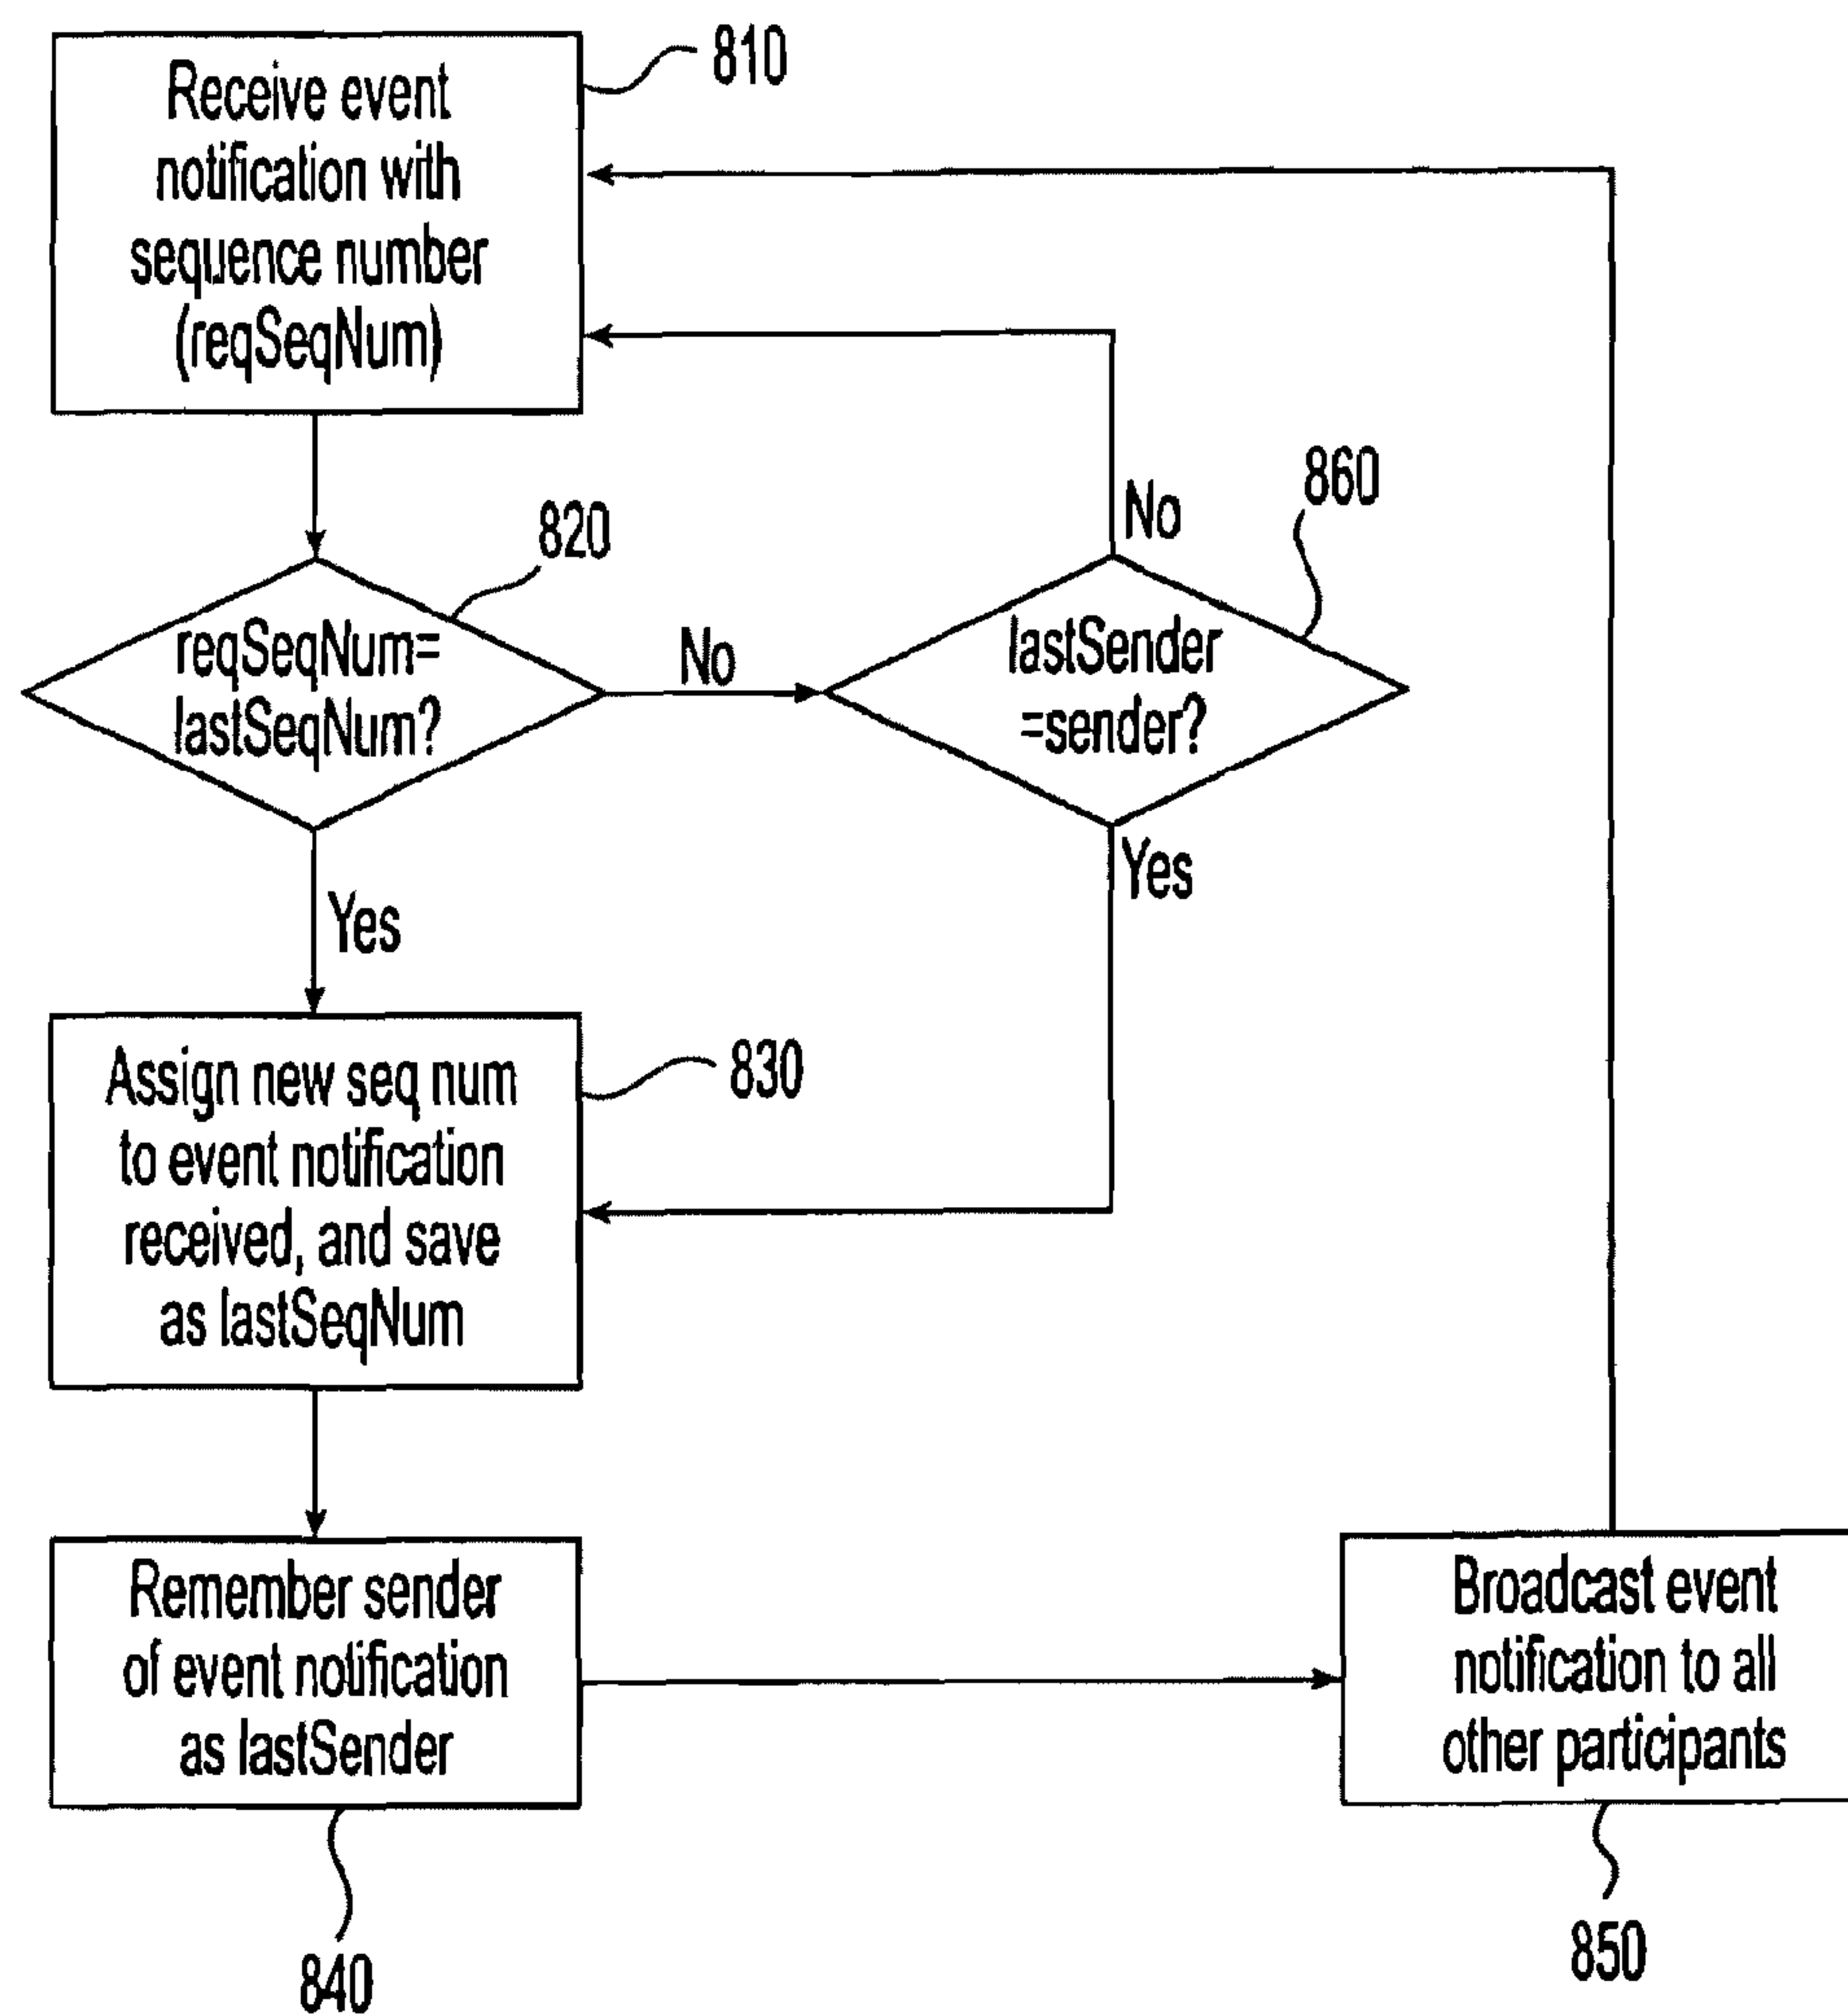 Receive event
notification with
sequence number
(reqSeqNum)
810
820
reqSeqNum=
lastSeqNum?
No
Yes
860
No
lastSender
=sender?
Yes
Assign new seq num
to event notification
received, and save
as lastSeqNum
830
Remember sender
of event notification
as lastSender
840
Broadcast event
notification to all
other participants
850